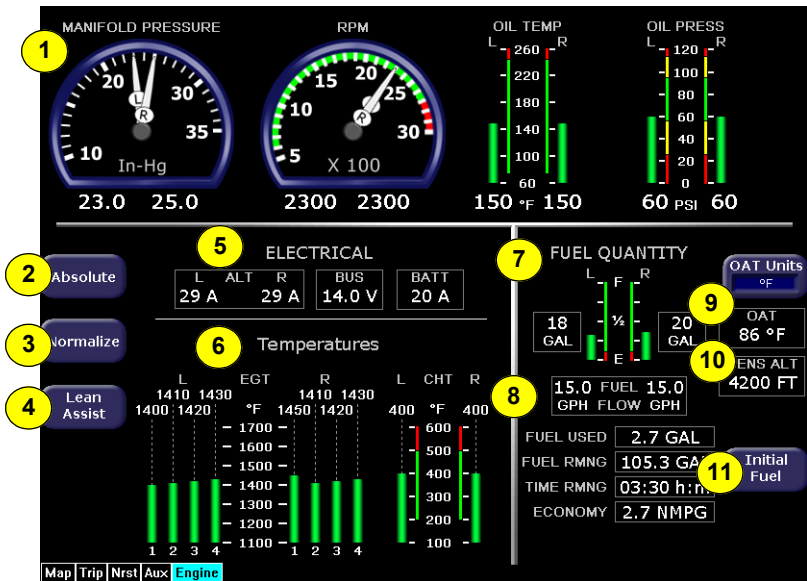 MANIFOLD PRESSURE
RPM
OIL TEMP
OIL PRESS
1
10
20
30
35
L
R
In-Hg
23.0 25.0
5
10
15
20
25
30
R
X 100
2300 2300
L 260 R
220
180
140
100
60
150 °F 150
L 120 R
100
80
60
40
20
0
60 PSI 60
2 Absolute
3 Normalize
4 Lean
Assist
5 ELECTRICAL
L ALT R
29 A 29 A
BUS
14.0 V
BATT
20 A
6 Temperatures
L EGT R
1410 1430 1410 1430
1400 1420 °F 1450 1420
1700
1600
1500
1400
1300
1200
1100
1 2 3 4 1 2 3 4
L CHT R
400 °F 400
600
500
400
300
200
100
7 FUEL QUANTITY
L R
F
½
E
18
GAL
20
GAL
8
15.0 FUEL 15.0
GPH FLOW GPH
FUEL USED 2.7 GAL
FUEL RMNG 105.3 GAL
TIME RMNG 03:30 h:m
ECONOMY 2.7 NMPG
OAT Units
°F
9 OAT
86 °F
10 ENS ALT
4200 FT
11 Initial
Fuel
Map Trip Nrst Aux Engine